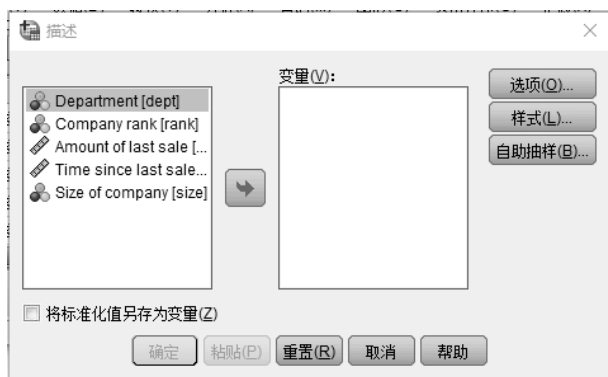 描述
变量(V):
Department [dept]
Company rank [rank]
Amount of last sale [...
Time since last sale...
Size of company [size]
选项(O)...
样式(L)...
自助抽样(B)...
将标准化值另存为变量(Z)
确定 粘贴(P) 重置(R) 取消 帮助